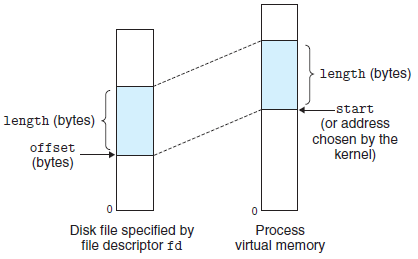 length (bytes)
offset
(bytes)
0
Disk file specified by
file descriptor fd
length (bytes)
start
(or address
chosen by the
kernel)
0
Process
virtual memory